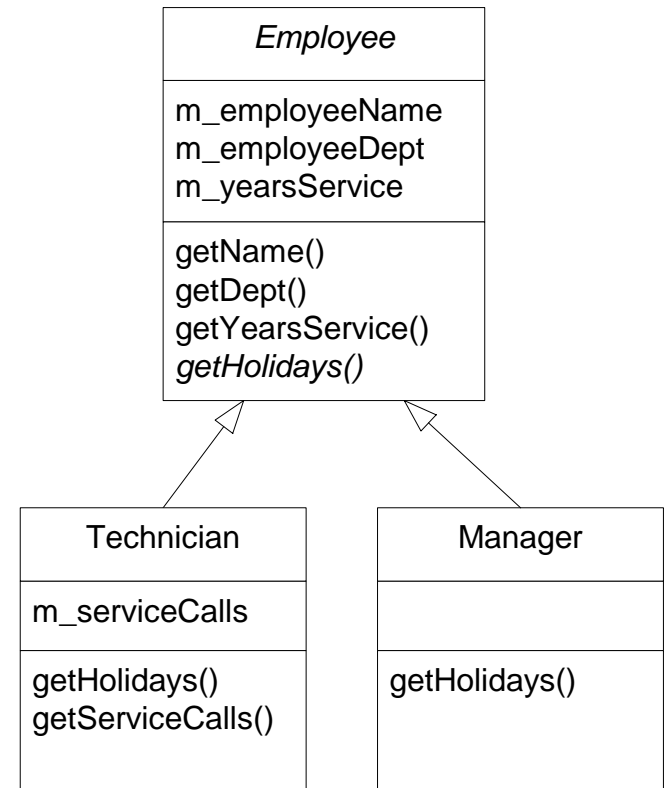 Employee
m_employeeName
m_employeeDept
m_yearsService
getName()
getDept()
getYearsService()
getHolidays()
Technician
m_serviceCalls
getHolidays()
getServiceCalls()
Manager
getHolidays()